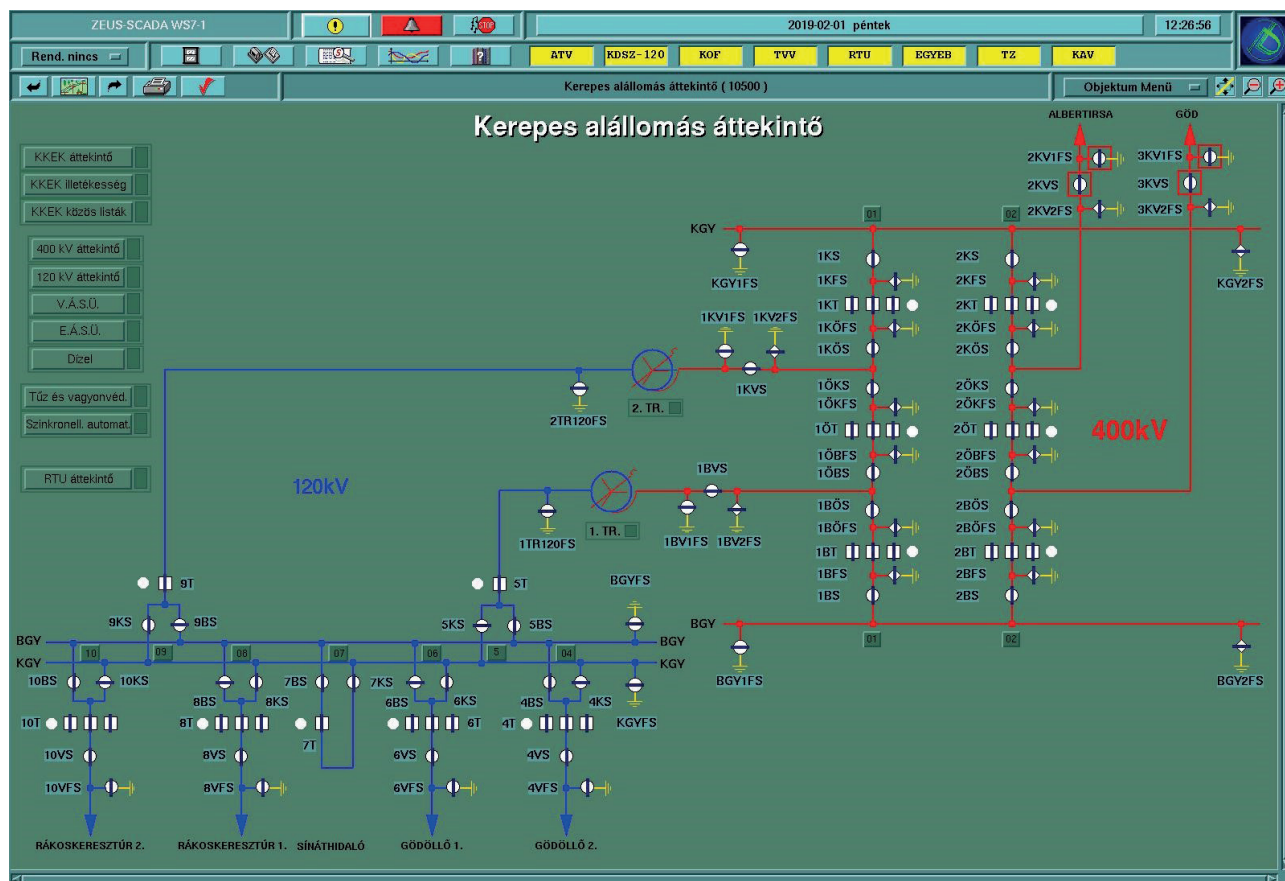 ZEUS-SCADA WS7-1
2019-02-01 péntek
12:26:56
Rend. nincs
ATV
KDSZ-120
KOF
TVV
RTU
EGYEB
TZ
KAV
Kerepes alállomás áttekintő ( 10500 )
Objektum Menü
Kerepes alállomás áttekintő
ALBERTIRSA
GÖD
KKEK áttekintő
KKEK illetékesség
KKEK közös listák
400 kV áttekintő
120 kV áttekintő
V.Á.S.Ü.
E.Á.S.Ü.
Dízel
Tűz és vagyonvéd.
Szinkronell. automat.
RTU áttekintő
2KV1FS
3KV1FS
2KVS
3KVS
2KV2FS
3KV2FS
01
02
KGY
KGY1FS
KGY2FS
1KS
2KS
1KFS
2KFS
1KT
2KT
1KÖFS
2KÖFS
1KÖS
2KÖS
1KV1FS
1KV2FS
1KVS
1ÖKS
2ÖKS
1ÖKFS
2ÖKFS
1ÖT
2ÖT
400kV
1ÖBFS
2ÖBFS
1ÖBS
2ÖBS
2. TR.
2TR120FS
120kV
1BVS
1. TR.
1TR120FS
1BV1FS
1BV2FS
1BÖS
2BÖS
1BÖFS
2BÖFS
1BT
2BT
1BFS
2BFS
1BS
2BS
BGY
01
02
BGY1FS
BGY2FS
9T
5T
BGYFS
9KS
9BS
5KS
5BS
BGY
BGY
10
09
08
07
06
5
04
KGY
KGY
10BS
10KS
8BS
8KS
7BS
7KS
6BS
6KS
4BS
4KS
KGYFS
10T
8T
7T
6T
4T
10VS
8VS
6VS
4VS
10VFS
8VFS
6VFS
4VFS
RÁKOSKERESZTÚR 2.
RÁKOSKERESZTÚR 1.
SÍNÁTHIDALÓ
GÖDÖLLŐ 1.
GÖDÖLLŐ 2.